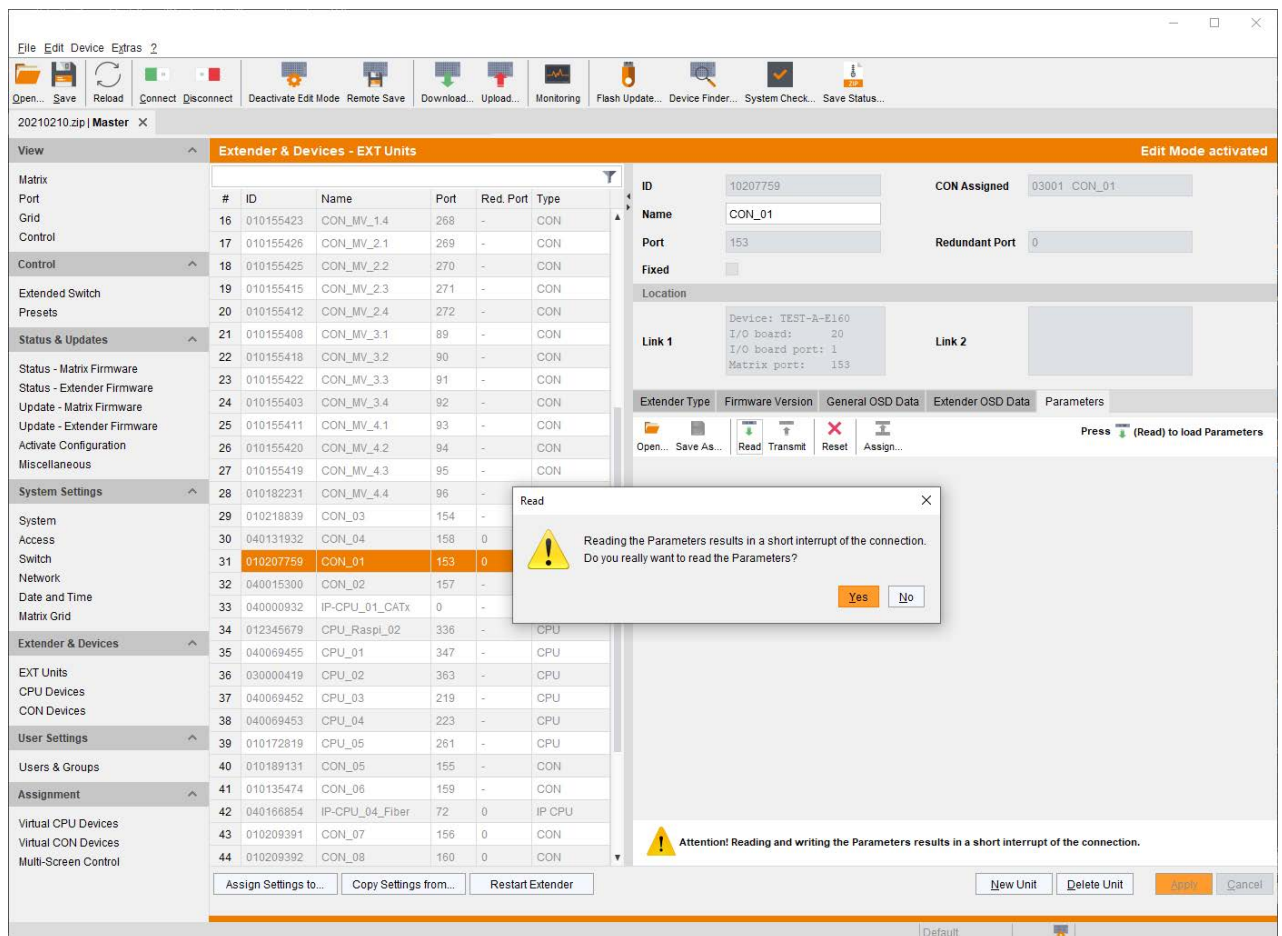 File Edit Device Extras ?
Open... Save Reload Connect Disconnect Deactivate Edit Mode Remote Save Download... Upload... Monitoring Flash Update... Device Finder... System Check... Save Status...
20210210.zip | Master
View
Matrix
Port
Grid
Control
Control
Extended Switch
Presets
Status & Updates
Status - Matrix Firmware
Status - Extender Firmware
Update - Matrix Firmware
Update - Extender Firmware
Activate Configuration
Miscellaneous
System Settings
System
Access
Switch
Network
Date and Time
Matrix Grid
Extender & Devices
EXT Units
CPU Devices
CON Devices
User Settings
Users & Groups
Assignment
Virtual CPU Devices
Virtual CON Devices
Multi-Screen Control
Extender & Devices - EXT Units Edit Mode activated
# ID Name Port Red. Port Type
16 010155423 CON_MV_1.4 268 - CON
17 010155426 CON_MV_2.1 269 - CON
18 010155425 CON_MV_2.2 270 - CON
19 010155415 CON_MV_2.3 271 - CON
20 010155412 CON_MV_2.4 272 - CON
21 010155408 CON_MV_3.1 89 - CON
22 010155418 CON_MV_3.2 90 - CON
23 010155422 CON_MV_3.3 91 - CON
24 010155403 CON_MV_3.4 92 - CON
25 010155411 CON_MV_4.1 93 - CON
26 010155420 CON_MV_4.2 94 - CON
27 010155419 CON_MV_4.3 95 - CON
28 010182231 CON_MV_4.4 96 -
29 010218839 CON_03 154 -
30 040131932 CON_04 158 0
31 010207759 CON_01 153 0
32 040015300 CON_02 157 -
33 040000932 IP-CPU_01_CATx 0 -
34 012345679 CPU_Raspi_02 336 - CPU
35 040069455 CPU_01 347 - CPU
36 030000419 CPU_02 363 - CPU
37 040069452 CPU_03 219 - CPU
38 040069453 CPU_04 223 - CPU
39 010172819 CPU_05 261 - CPU
40 010189131 CON_05 155 - CON
41 010135474 CON_06 159 - CON
42 040166854 IP-CPU_04_Fiber 72 0 IP CPU
43 010209391 CON_07 156 0 CON
44 010209392 CON_08 160 0 CON
ID 10207759 CON Assigned 03001 CON_01
Name CON_01
Port 153 Redundant Port 0
Fixed
Location
Link 1
Device: TEST-A-E160
I/O board: 20
I/O board port: 1
Matrix port: 153
Link 2
Extender Type Firmware Version General OSD Data Extender OSD Data Parameters
Open... Save As... Read Transmit Reset Assign...
Press (Read) to load Parameters
Read
Reading the Parameters results in a short interrupt of the connection.
Do you really want to read the Parameters?
Yes No
Attention! Reading and writing the Parameters results in a short interrupt of the connection.
Assign Settings to... Copy Settings from... Restart Extender New Unit Delete Unit Apply Cancel
Default